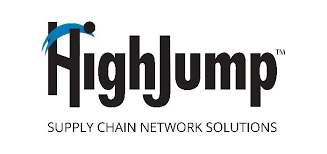 HighJump™
SUPPLY CHAIN NETWORK SOLUTIONS